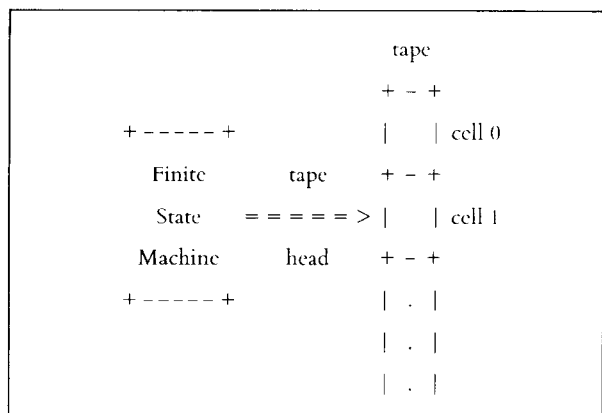 tape
+ - +
+ - - - - - + | | cell 0
Finite tape + - +
State = = = = = > | | cell 1
Machine head + - +
+ - - - - - + | . |
| . |
| . |